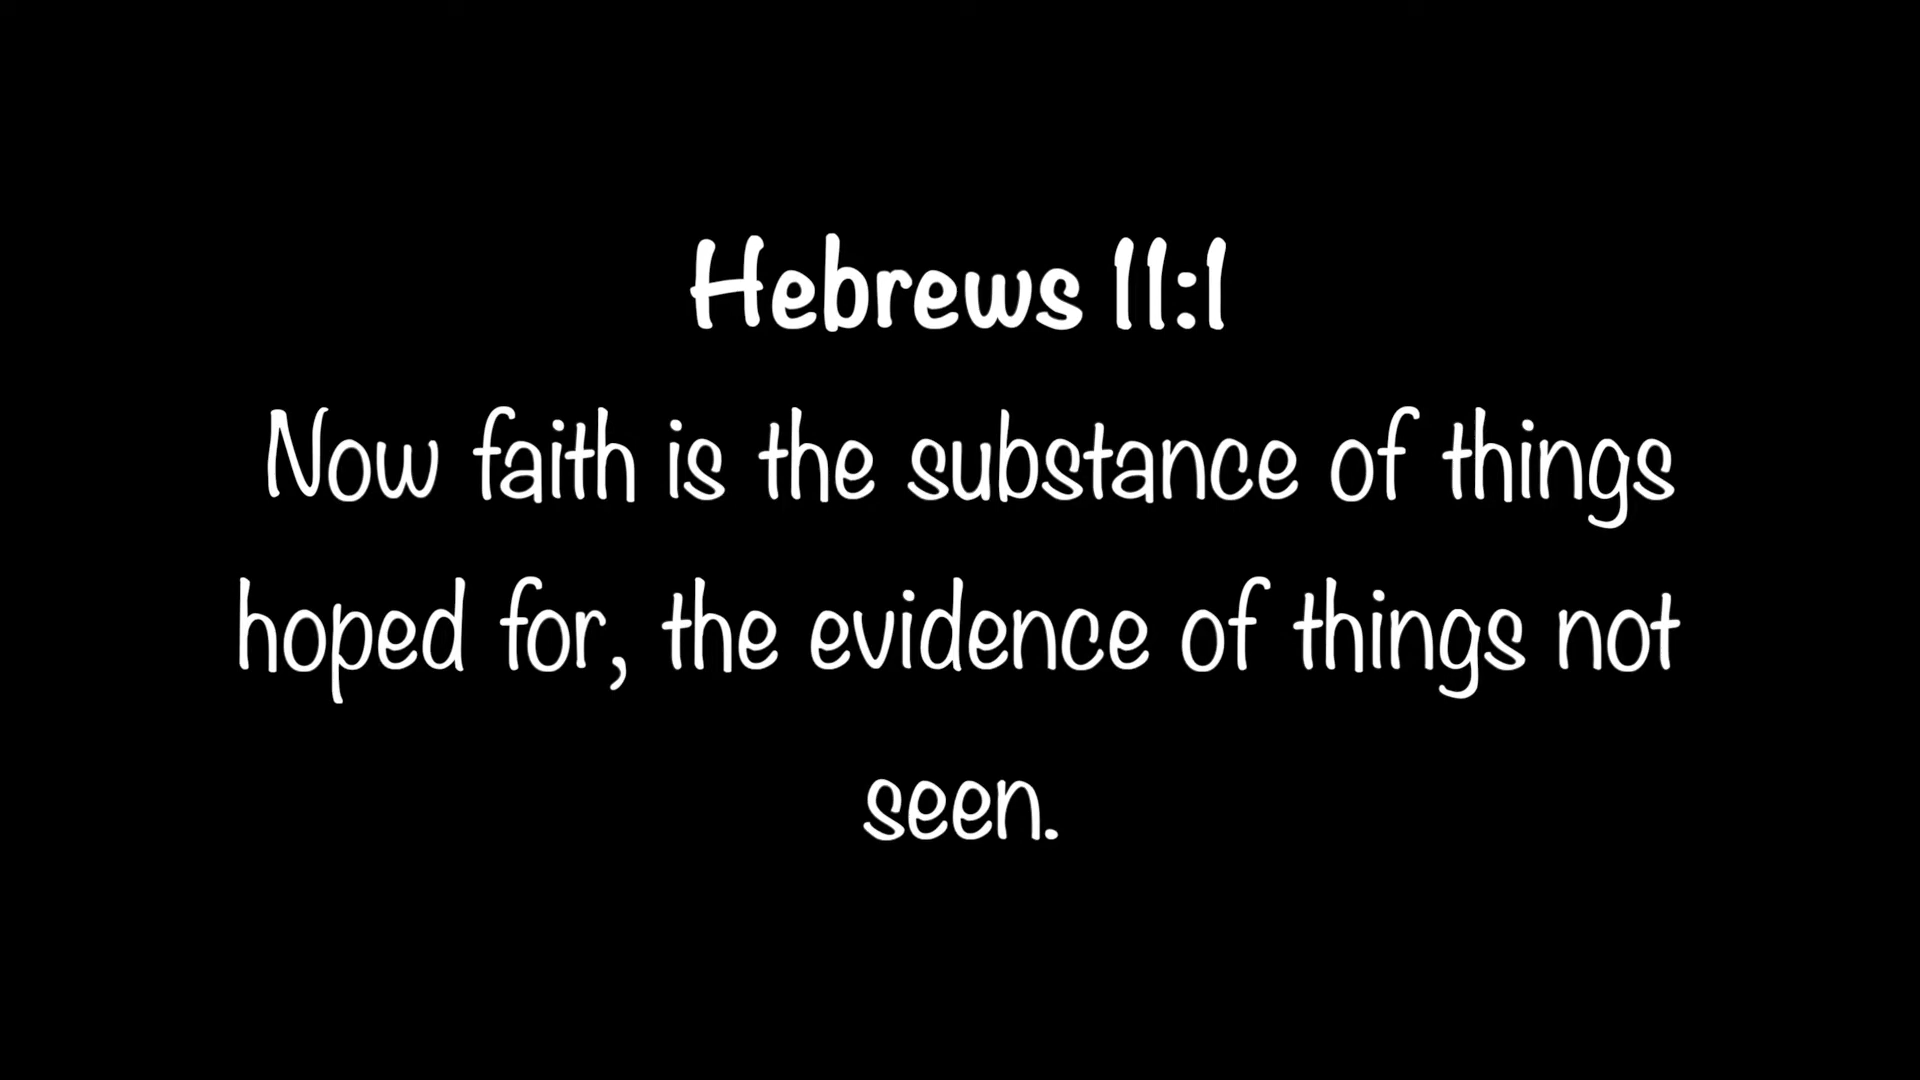 Hebrews 11:1
Now faith is the substance of things
hoped for, the evidence of things not
seen.